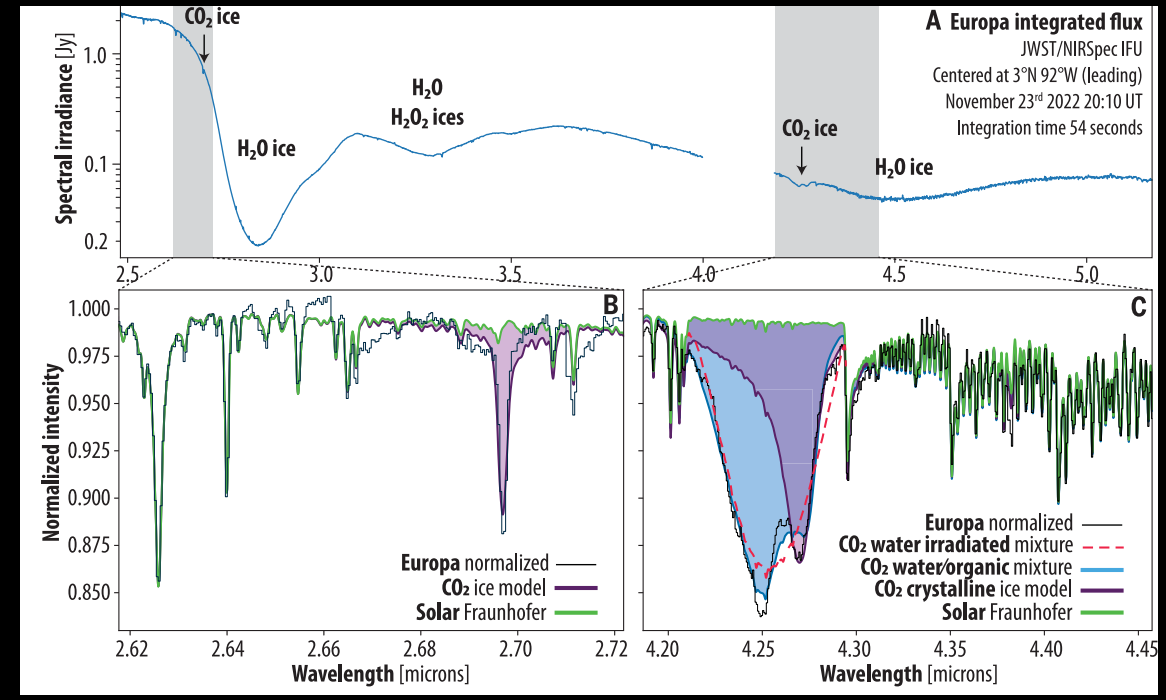 A Europa integrated flux
JWST/NIRSpec IFU
Centered at 3°N 92°W (leading)
November 23rd 2022 20:10 UT
Integration time 54 seconds
CO₂ ice
H₂O ice
H₂O
H₂O₂ ices
CO₂ ice
H₂O ice
Spectral irradiance [Jy]
1.0
0.1
0.2
2.5 3.0 3.5 4.0 4.5 5.0
B
Normalized intensity
1.000
0.975
0.950
0.925
0.900
0.875
0.850
Europa normalized
CO₂ ice model
Solar Fraunhofer
2.62 2.64 2.66 2.68 2.70 2.72
Wavelength [microns]
C
Europa normalized
CO₂ water irradiated mixture
CO₂ water/organic mixture
CO₂ crystalline ice model
Solar Fraunhofer
4.20 4.25 4.30 4.35 4.40 4.45
Wavelength [microns]